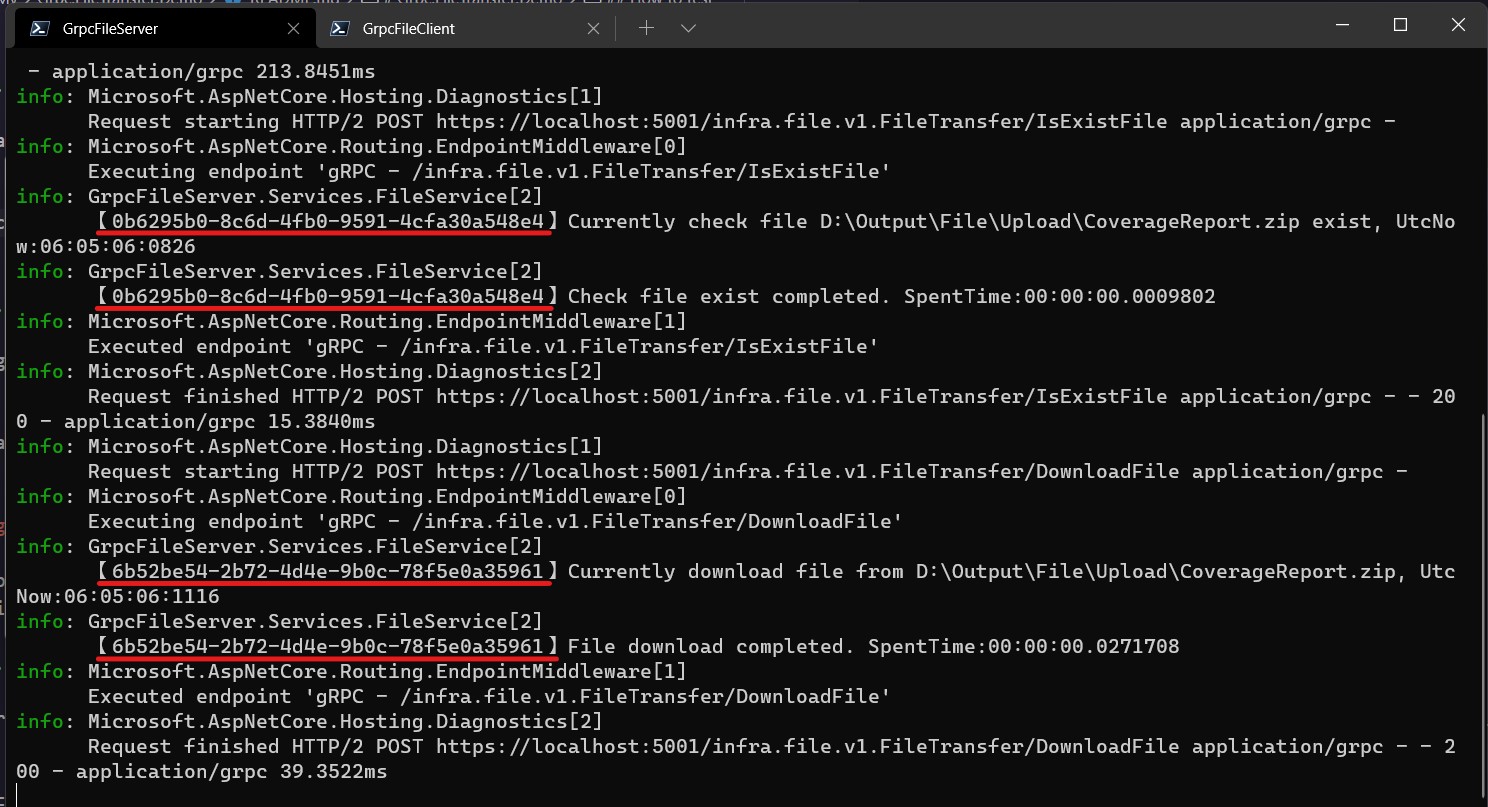 GrpcFileServer
GrpcFileClient
- application/grpc 213.8451ms
info: Microsoft.AspNetCore.Hosting.Diagnostics[1]
Request starting HTTP/2 POST https://localhost:5001/infra.file.v1.FileTransfer/IsExistFile application/grpc -
info: Microsoft.AspNetCore.Routing.EndpointMiddleware[0]
Executing endpoint 'gRPC - /infra.file.v1.FileTransfer/IsExistFile'
info: GrpcFileServer.Services.FileService[2]
【0b6295b0-8c6d-4fb0-9591-4cfa30a548e4】Currently check file D:\Output\File\Upload\CoverageReport.zip exist, UtcNo
w:06:05:06:0826
info: GrpcFileServer.Services.FileService[2]
【0b6295b0-8c6d-4fb0-9591-4cfa30a548e4】Check file exist completed. SpentTime:00:00:00.0009802
info: Microsoft.AspNetCore.Routing.EndpointMiddleware[1]
Executed endpoint 'gRPC - /infra.file.v1.FileTransfer/IsExistFile'
info: Microsoft.AspNetCore.Hosting.Diagnostics[2]
Request finished HTTP/2 POST https://localhost:5001/infra.file.v1.FileTransfer/IsExistFile application/grpc - - 20
0 - application/grpc 15.3840ms
info: Microsoft.AspNetCore.Hosting.Diagnostics[1]
Request starting HTTP/2 POST https://localhost:5001/infra.file.v1.FileTransfer/DownloadFile application/grpc -
info: Microsoft.AspNetCore.Routing.EndpointMiddleware[0]
Executing endpoint 'gRPC - /infra.file.v1.FileTransfer/DownloadFile'
info: GrpcFileServer.Services.FileService[2]
【6b52be54-2b72-4d4e-9b0c-78f5e0a35961】Currently download file from D:\Output\File\Upload\CoverageReport.zip, Utc
Now:06:05:06:1116
info: GrpcFileServer.Services.FileService[2]
【6b52be54-2b72-4d4e-9b0c-78f5e0a35961】File download completed. SpentTime:00:00:00.0271708
info: Microsoft.AspNetCore.Routing.EndpointMiddleware[1]
Executed endpoint 'gRPC - /infra.file.v1.FileTransfer/DownloadFile'
info: Microsoft.AspNetCore.Hosting.Diagnostics[2]
Request finished HTTP/2 POST https://localhost:5001/infra.file.v1.FileTransfer/DownloadFile application/grpc - - 2
00 - application/grpc 39.3522ms